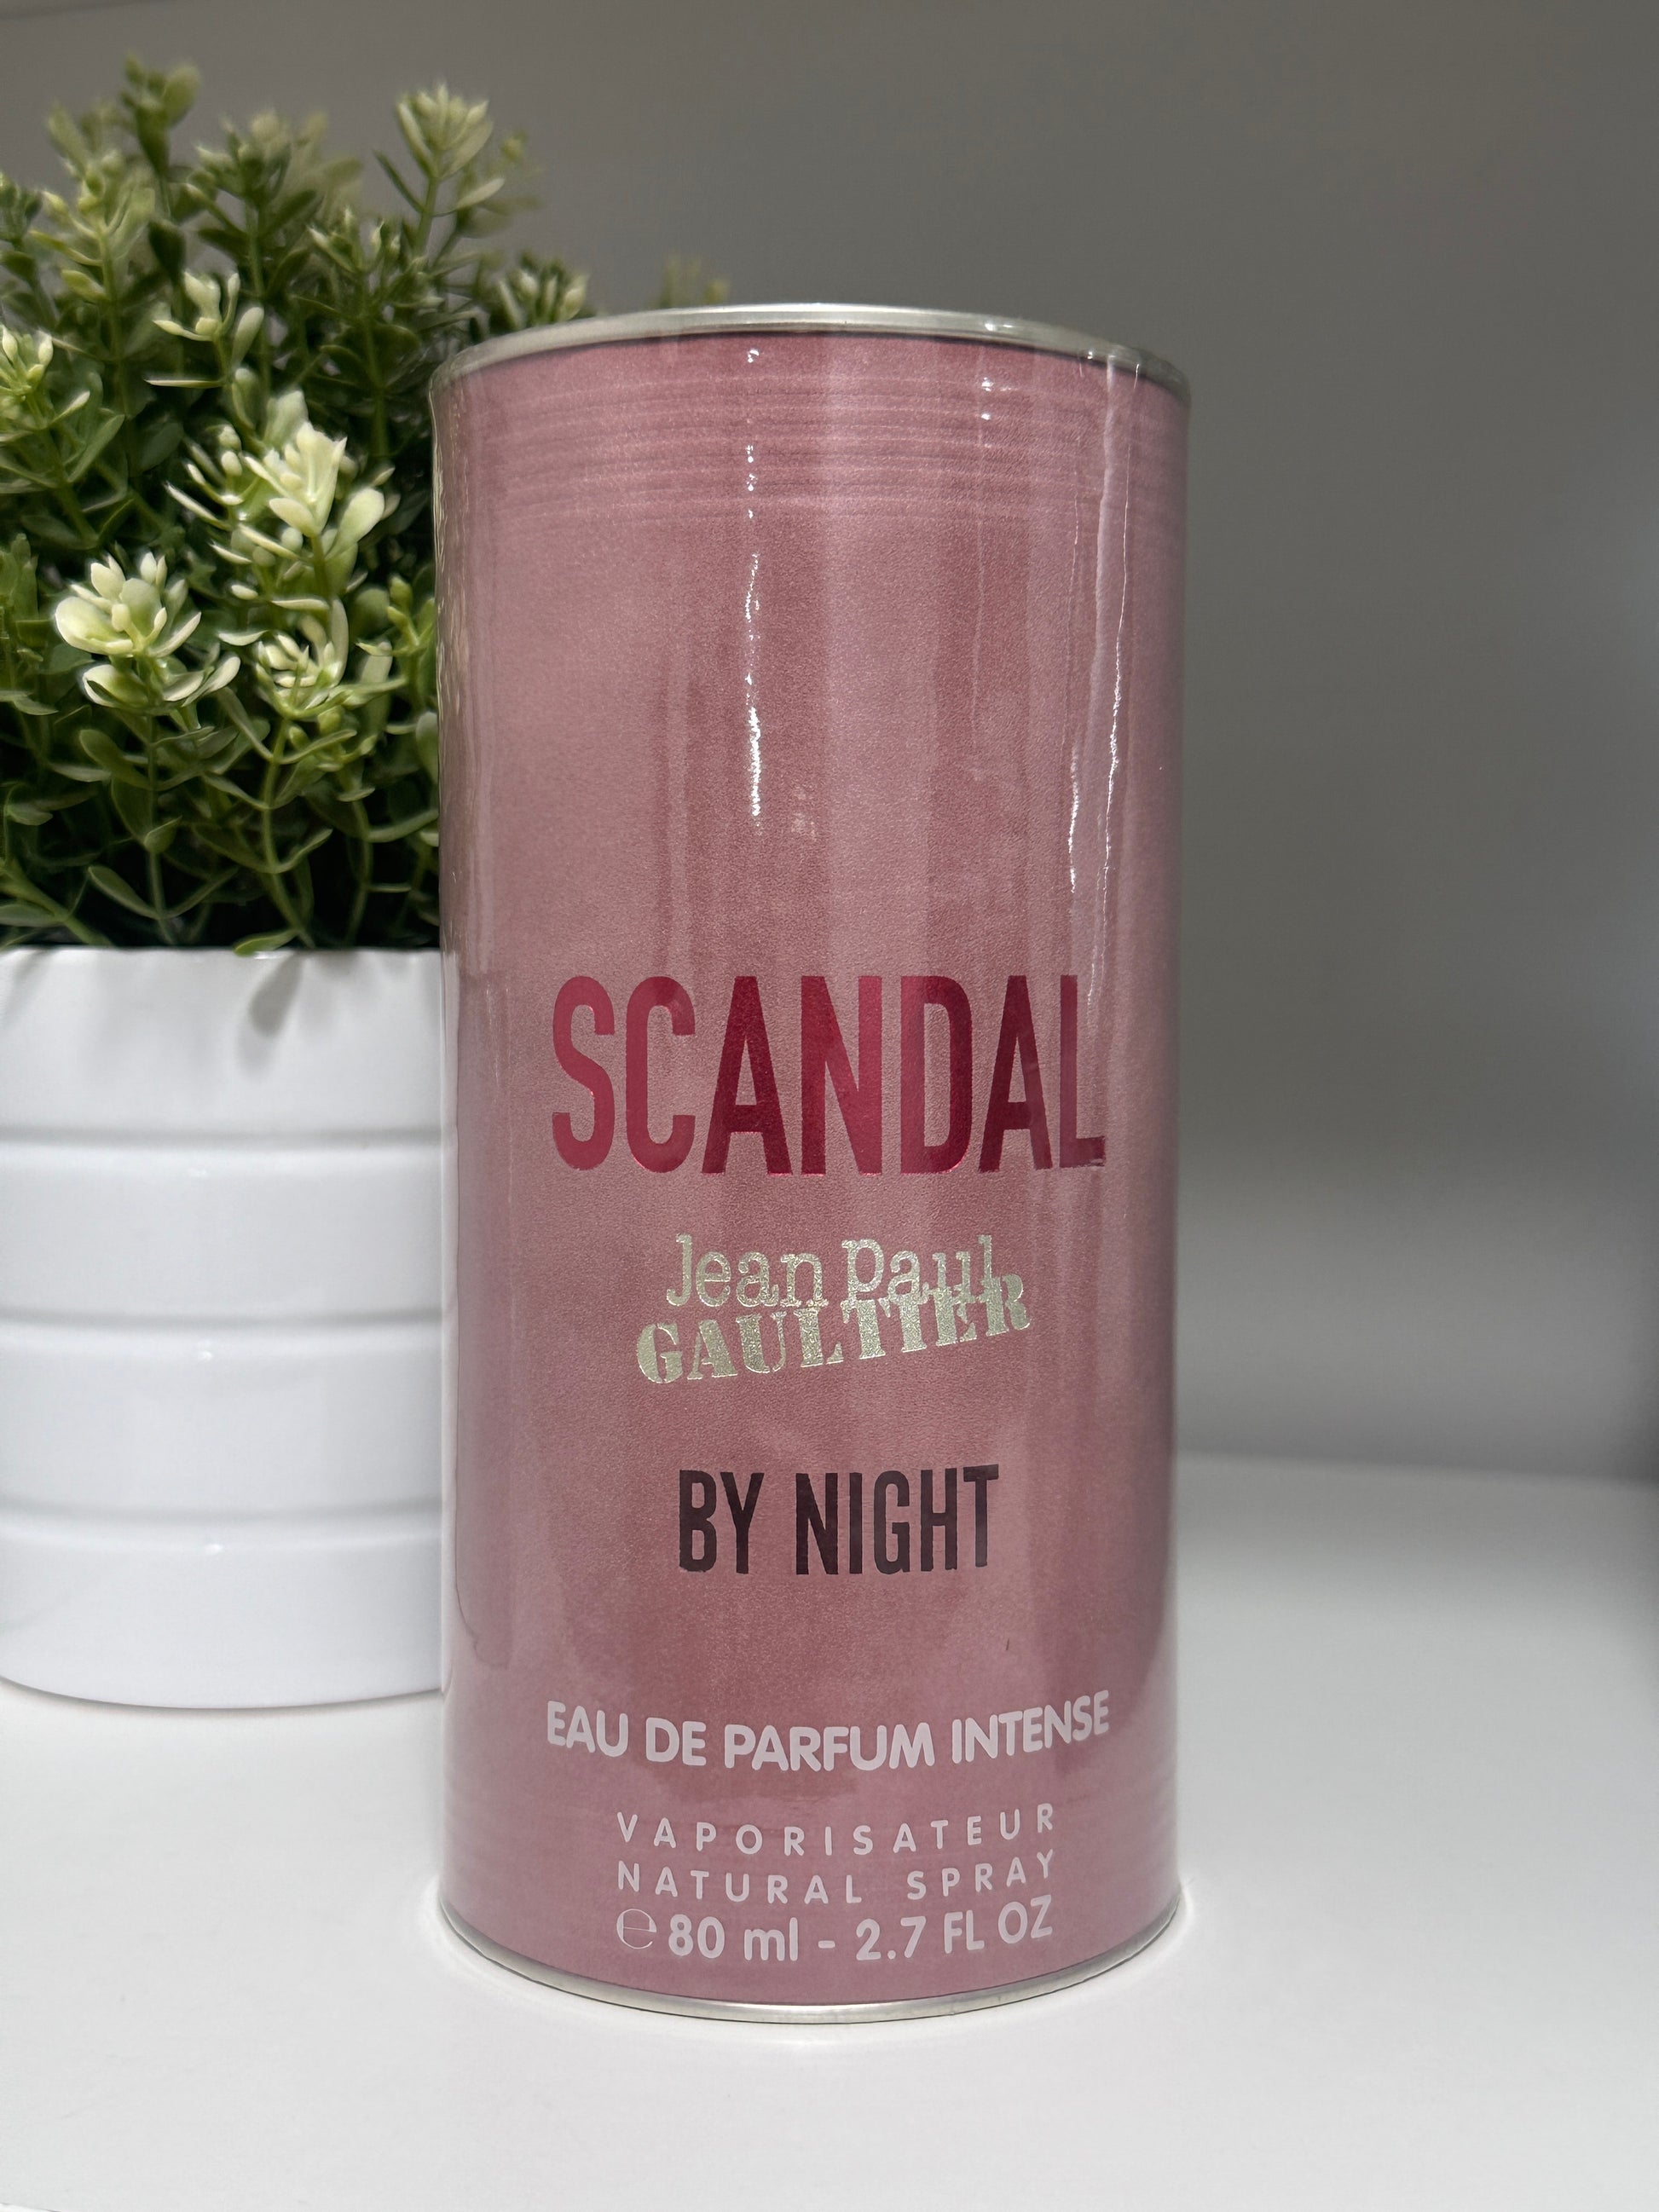 SCANDAL
Jean Paul
GAULTIER
BY NIGHT
EAU DE PARFUM INTENSE
VAPORISATEUR
NATURAL SPRAY
℮ 80 ml - 2.7 FL OZ